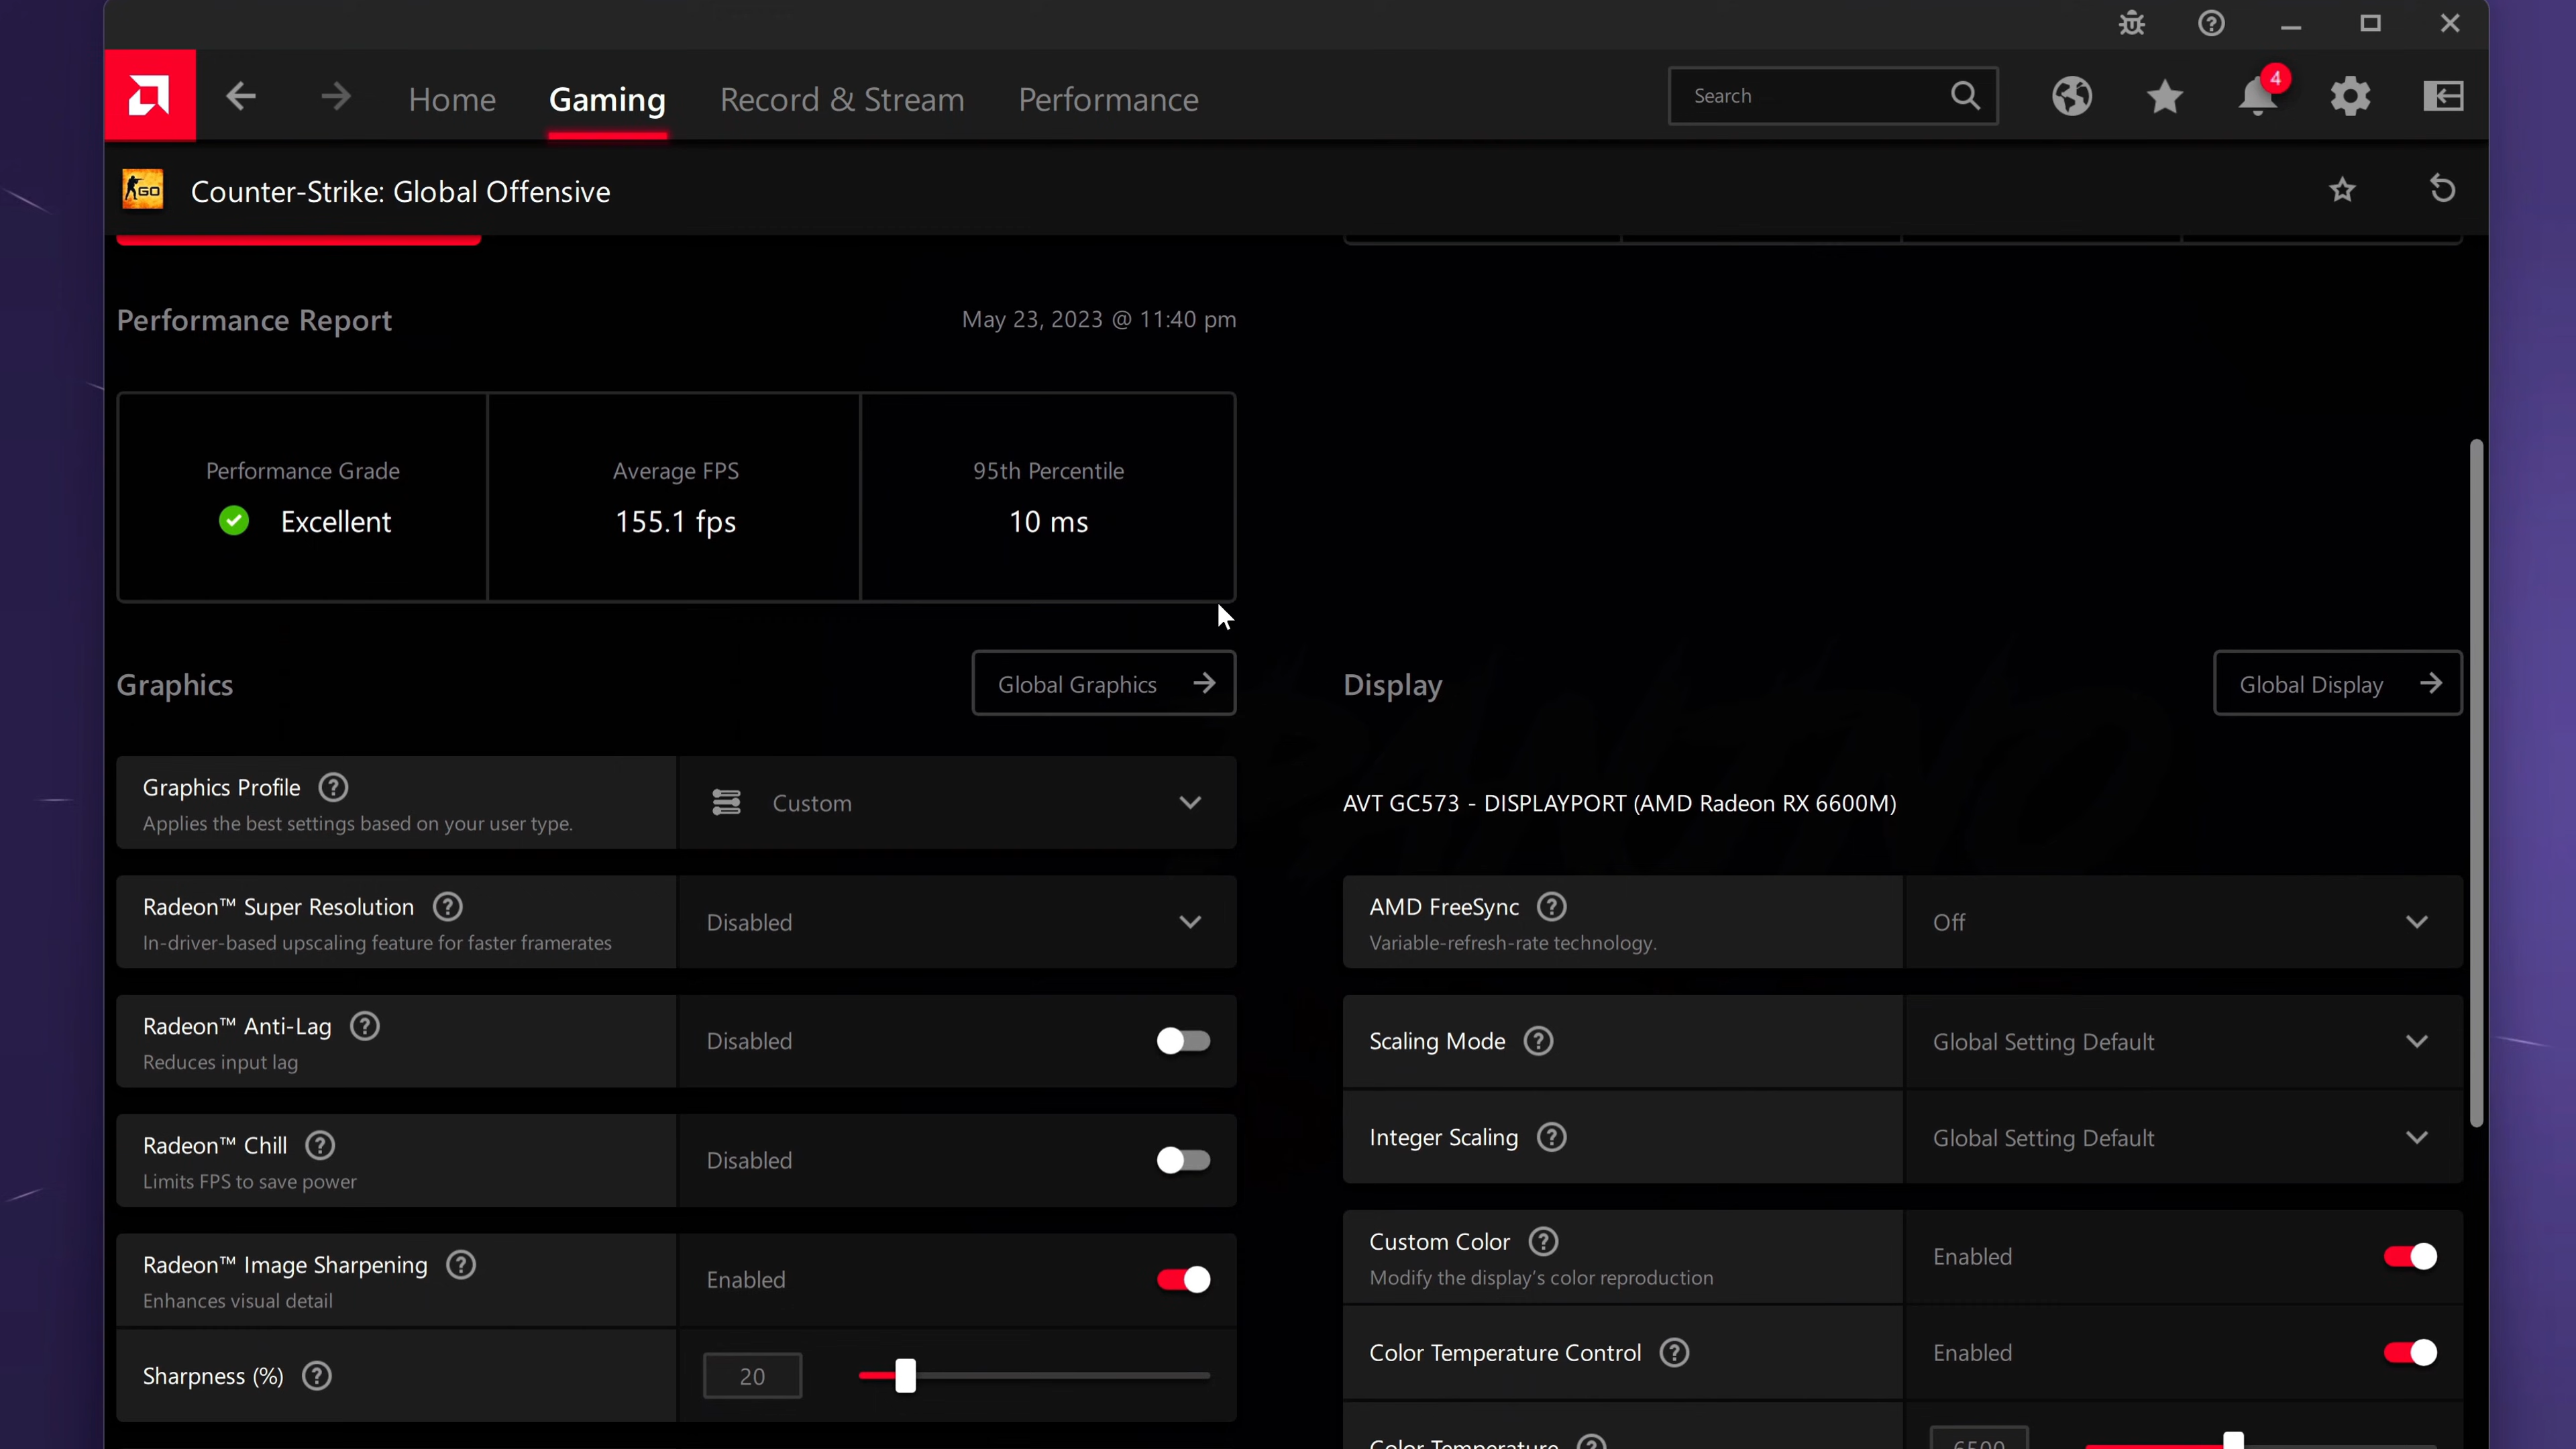 Home
Gaming
Record & Stream
Performance
Search
4
GO
Counter-Strike: Global Offensive
Performance Report
May 23, 2023 @ 11:40 pm
Performance Grade
Excellent
Average FPS
155.1 fps
95th Percentile
10 ms
Graphics
Global Graphics
Graphics Profile
Applies the best settings based on your user type.
Custom
Radeon™ Super Resolution
In-driver-based upscaling feature for faster framerates
Disabled
Radeon™ Anti-Lag
Reduces input lag
Disabled
Radeon™ Chill
Limits FPS to save power
Disabled
Radeon™ Image Sharpening
Enhances visual detail
Enabled
Sharpness (%)
20
Display
Global Display
AVT GC573 - DISPLAYPORT (AMD Radeon RX 6600M)
AMD FreeSync
Variable-refresh-rate technology.
Off
Scaling Mode
Global Setting Default
Integer Scaling
Global Setting Default
Custom Color
Modify the display's color reproduction
Enabled
Color Temperature Control
Enabled
Color Temperature
6500